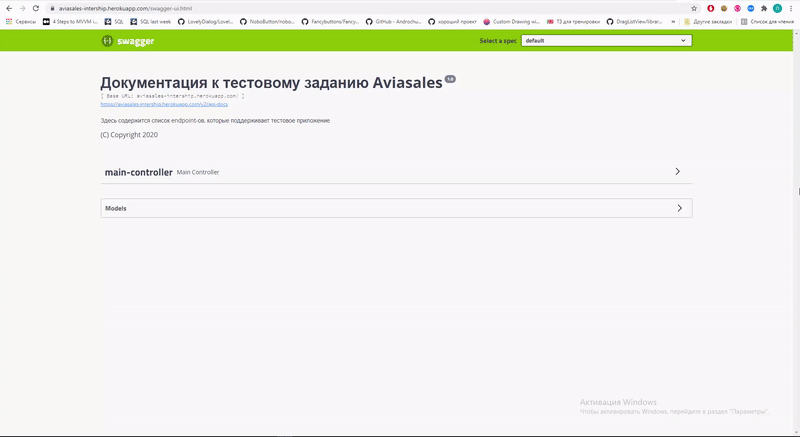 aviasales-intership.herokuapp.com/swagger-ui.html
Сервисы
4 Steps to MVVM i...
SQL
SQL last week
LovelyDialog/Lovel...
NoboButton/nobo...
Fancybuttons/Fancy...
GitHub - Androchu...
хороший проект
Custom Drawing wi...
ТЗ для тренировки
DragListView/librar...
»
Другие закладки
Список для чтения
swagger
Select a spec
default
Документация к тестовому заданию Aviasales 1.0
[ Base URL: aviasales-intership.herokuapp.com/ ]
https://aviasales-intership.herokuapp.com/v2/api-docs
Здесь содержится список endpoint-ов, которые поддерживает тестовое приложение
(C) Copyright 2020
main-controller Main Controller
Models
Активация Windows
Чтобы активировать Windows, перейдите в раздел "Параметры".